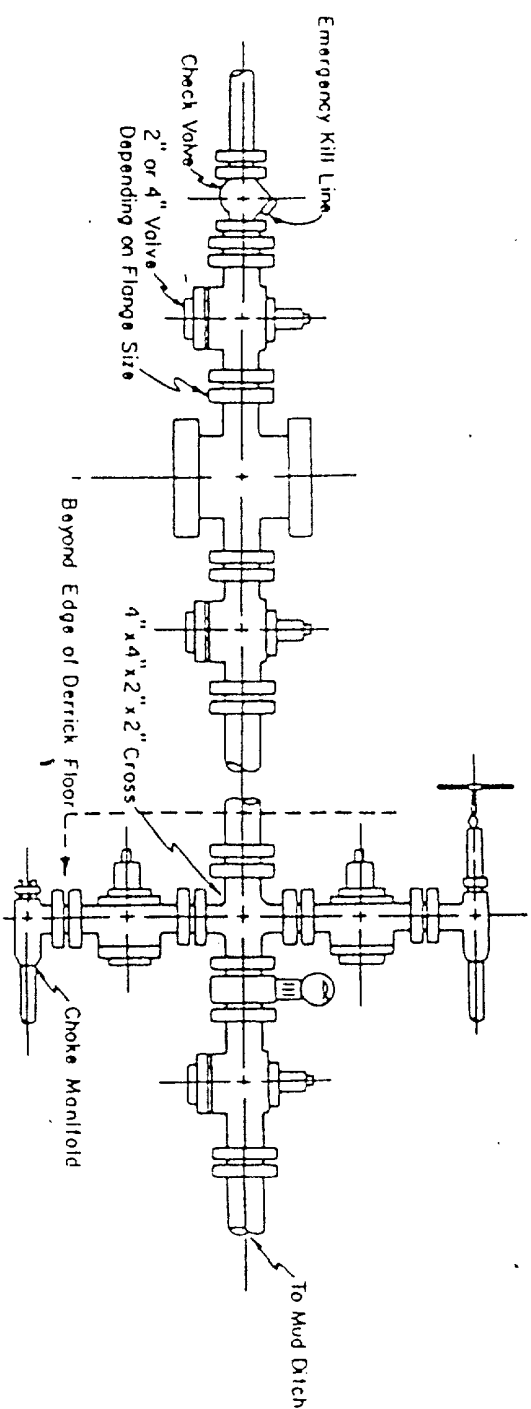 Emergency Kill Line
Check Valve
2" or 4" Valve
Depending on Flange Size
4"x4"x2"x2" Cross
Beyond Edge of Derrick Floor
Choke Manifold
To Mud Ditch